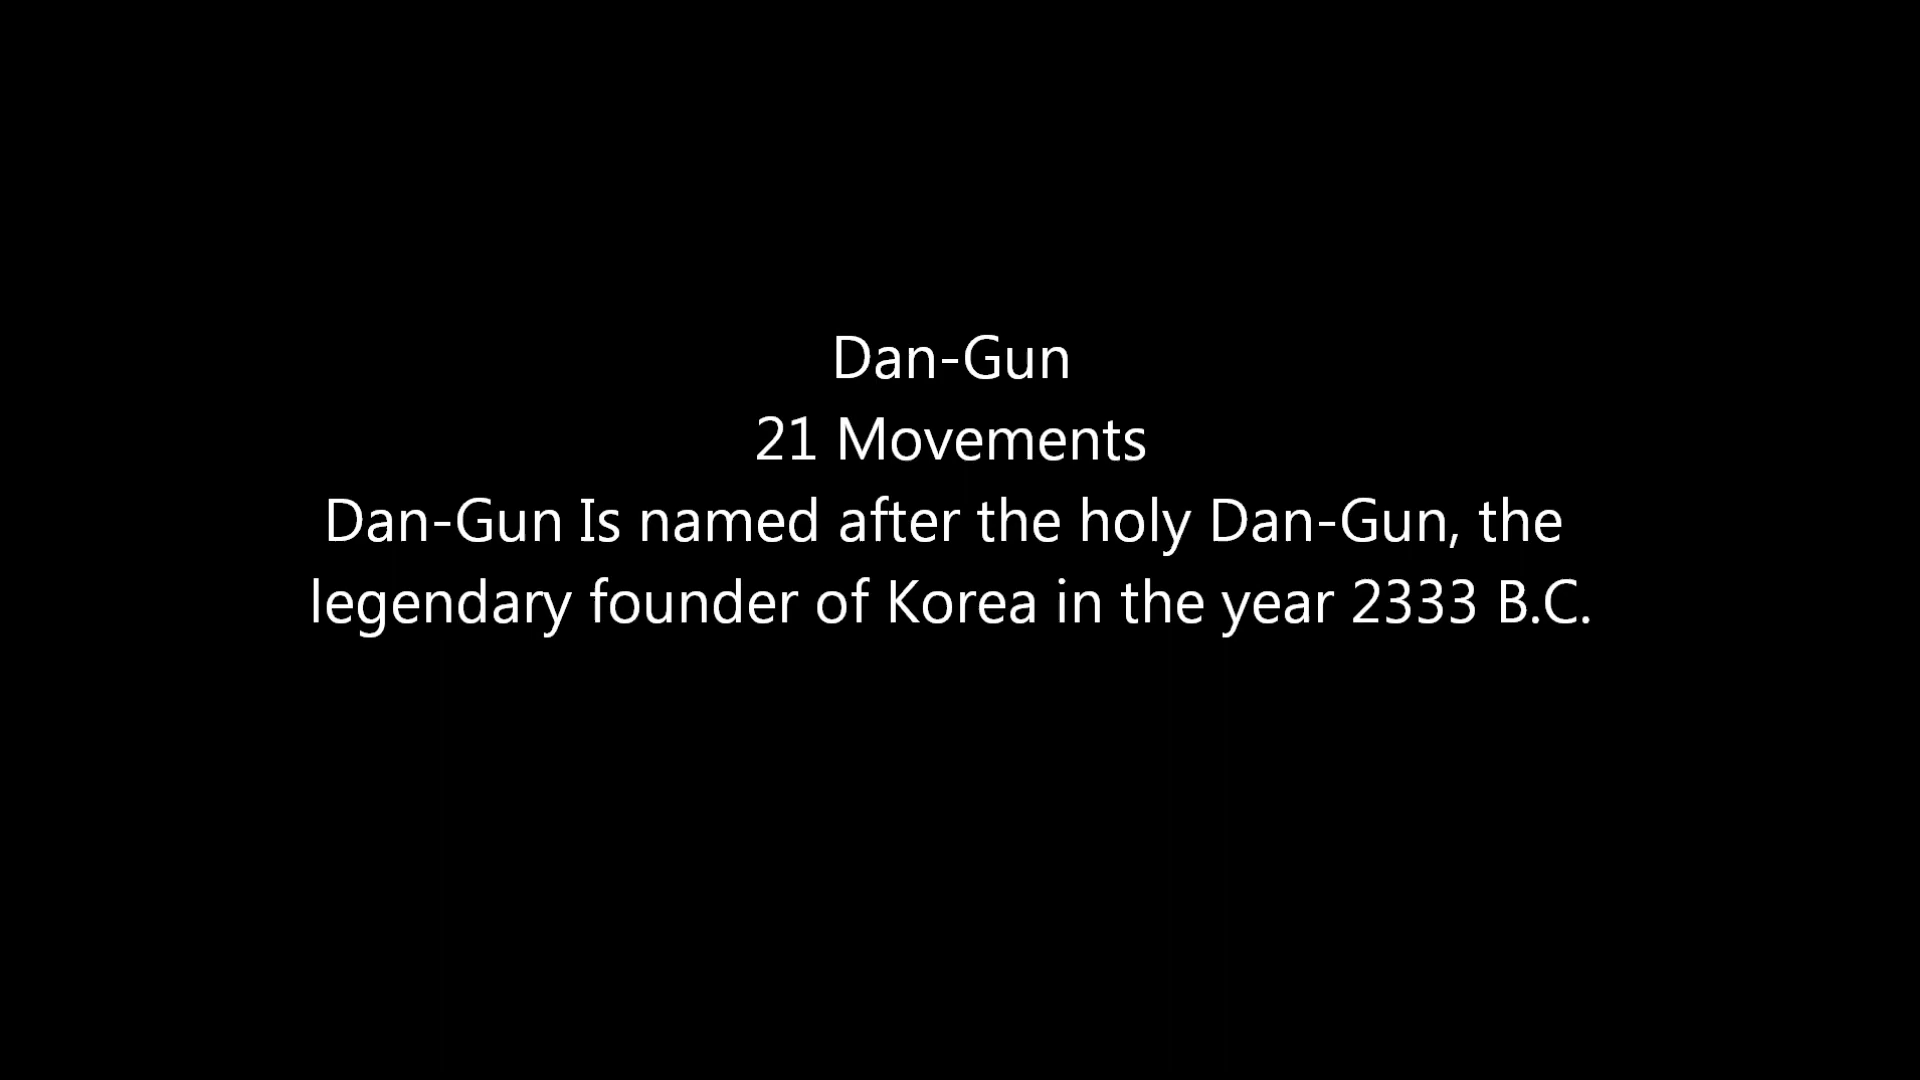 Dan-Gun
21 Movements
Dan-Gun Is named after the holy Dan-Gun, the
legendary founder of Korea in the year 2333 B.C.